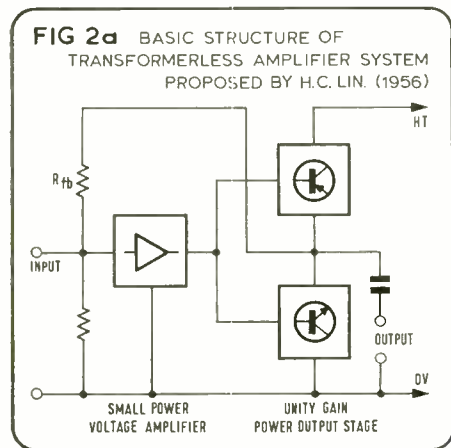 FIG 2a BASIC STRUCTURE OF
TRANSFORMERLESS AMPLIFIER SYSTEM
PROPOSED BY H.C. LIN. (1956)
HT
Rfb
INPUT
OUTPUT
0V
SMALL POWER
VOLTAGE AMPLIFIER
UNITY GAIN
POWER OUTPUT STAGE